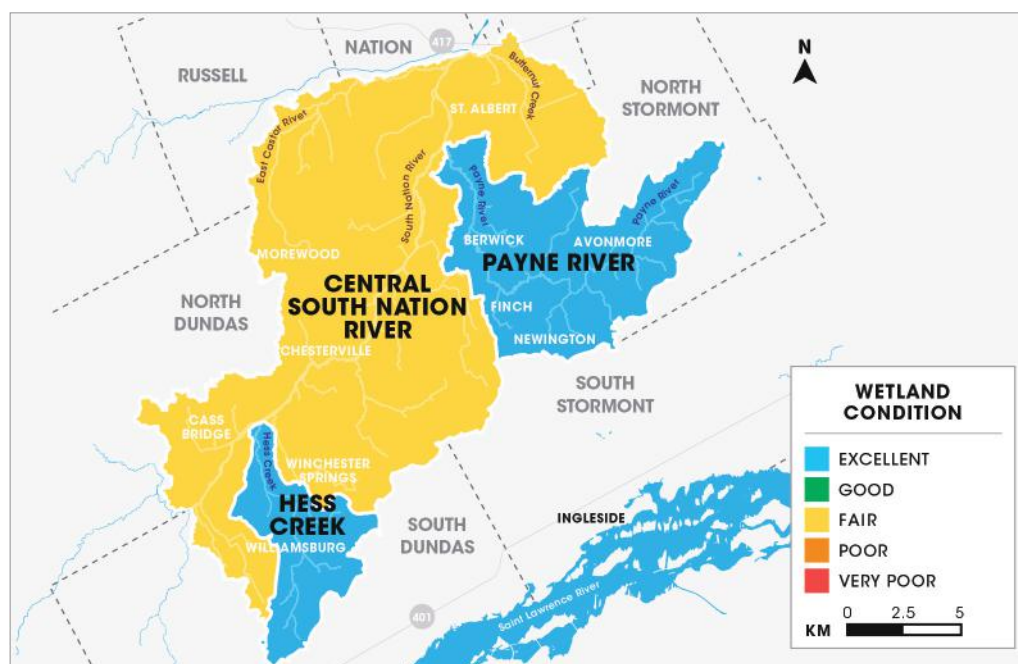 417
NATION
RUSSELL
N
NORTH
STORMONT
Butternut Creek
ST. ALBERT
East Castor River
South Nation River
Payne River
Payne River
BERWICK
AVONMORE
PAYNE RIVER
MOREWOOD
CENTRAL
SOUTH NATION
RIVER
NORTH
DUNDAS
FINCH
NEWINGTON
CHESTERVILLE
SOUTH
STORMONT
CASS
BRIDGE
Hess Creek
WINCHESTER
SPRINGS
HESS
CREEK
WILLIAMSBURG
SOUTH
DUNDAS
INGLESIDE
Saint Lawrence River
401
WETLAND
CONDITION
EXCELLENT
GOOD
FAIR
POOR
VERY POOR
0 2.5 5
KM